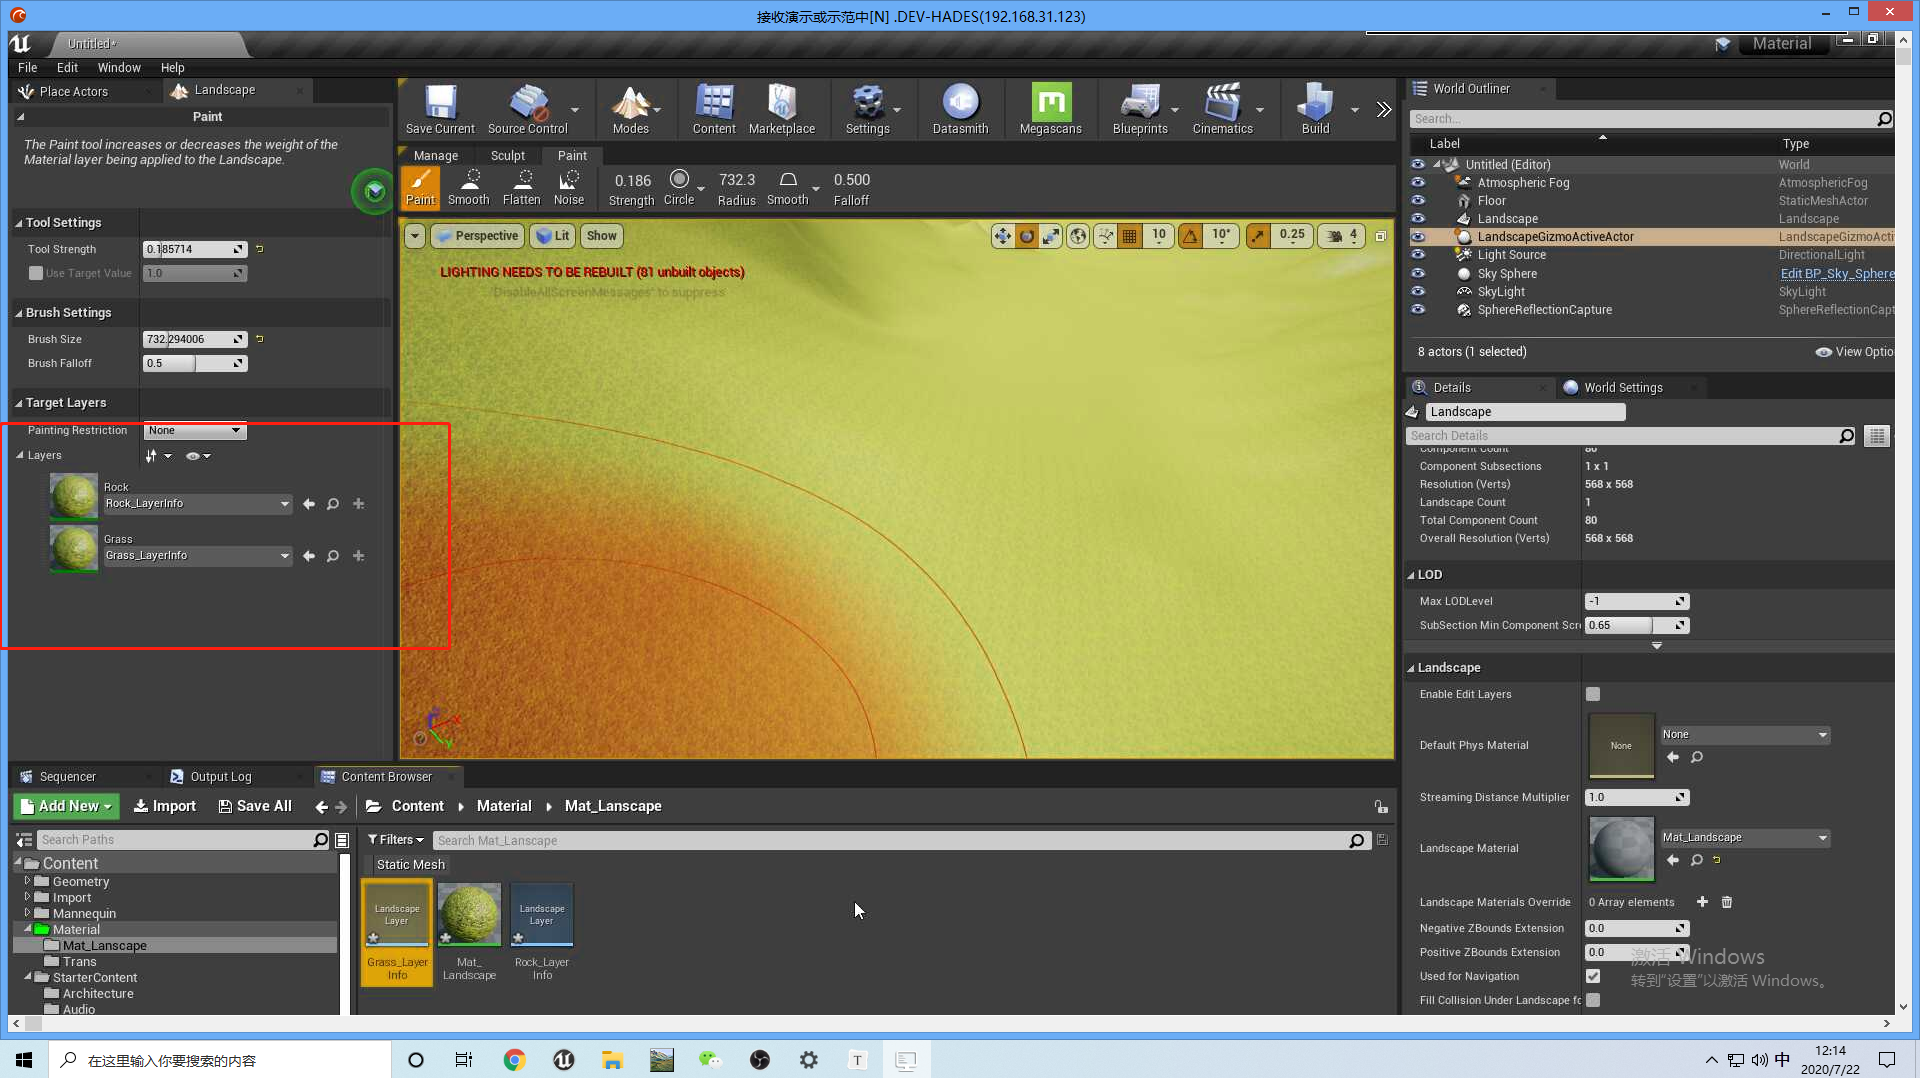 接收演示或示范中[N] .DEV-HADES(192.168.31.123)
Untitled*
Material
File Edit Window Help
Place Actors
Landscape
Paint
The Paint tool increases or decreases the weight of the
Material layer being applied to the Landscape.
Tool Settings
Tool Strength 0.185714
Use Target Value 1.0
Brush Settings
Brush Size 732.294006
Brush Falloff 0.5
Target Layers
Painting Restriction None
Layers
Rock
Rock_LayerInfo
Grass
Grass_LayerInfo
Save Current
Source Control
Modes
Content
Marketplace
Settings
Datasmith
Megascans
Blueprints
Cinematics
Build
Manage Sculpt Paint
Paint Smooth Flatten Noise
0.186 732.3 0.500
Strength Circle Radius Smooth Falloff
Perspective Lit Show
10 10° 0.25 4
LIGHTING NEEDS TO BE REBUILT (81 unbuilt objects)
'DisableAllScreenMessages' to suppress
World Outliner
Search...
Label Type
Untitled (Editor) World
Atmospheric Fog AtmosphericFog
Floor StaticMeshActor
Landscape Landscape
LandscapeGizmoActiveActor LandscapeGizmoActi
Light Source DirectionalLight
Sky Sphere Edit BP_Sky_Sphere
SkyLight SkyLight
SphereReflectionCapture SphereReflectionCapt
8 actors (1 selected) View Optio
Details World Settings
Landscape
Search Details
Component Count 80
Component Subsections 1 x 1
Resolution (Verts) 568 x 568
Landscape Count 1
Total Component Count 80
Overall Resolution (Verts) 568 x 568
LOD
Max LODLevel -1
SubSection Min Component Scre 0.65
Landscape
Enable Edit Layers
Default Phys Material None None
Streaming Distance Multiplier 1.0
Landscape Material Mat_Landscape
Landscape Materials Override 0 Array elements
Negative ZBounds Extension 0.0
Positive ZBounds Extension 0.0
Used for Navigation
Fill Collision Under Landscape fo
激活 Windows
转到“设置”以激活 Windows。
Sequencer Output Log Content Browser
Add New Import Save All Content Material Mat_Lanscape
Search Paths
Filters Search Mat_Lanscape
Static Mesh
Content
Geometry
Import
Mannequin
Material
Mat_Lanscape
Trans
StarterContent
Architecture
Audio
Landscape
Layer
Landscape
Layer
Grass_Layer
Info
Mat_
Landscape
Rock_Layer
Info
在这里输入你要搜索的内容
T
中
12:14
2020/7/22